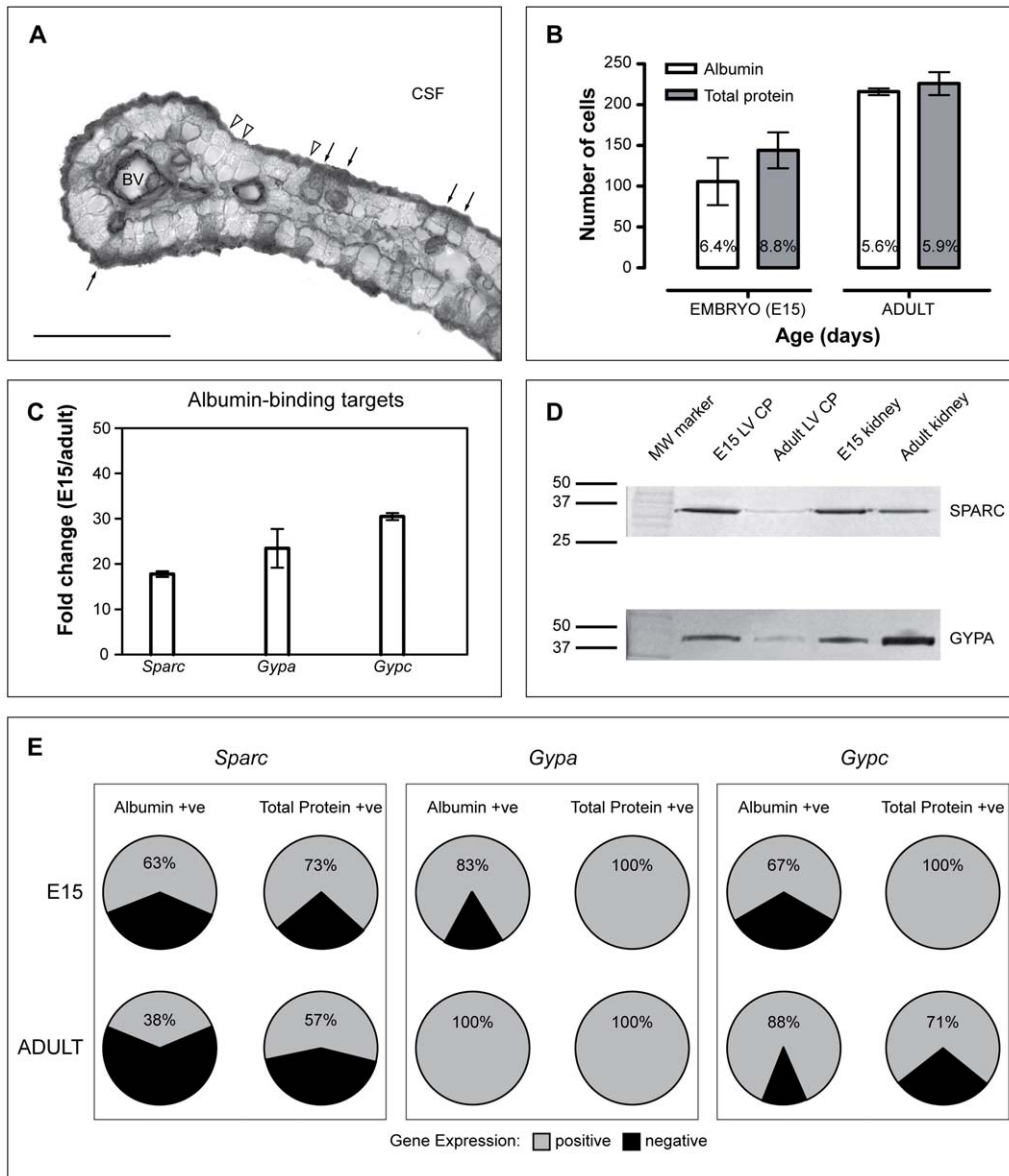 A
CSF
BV
B
Albumin
Total protein
Number of cells
250
200
150
100
50
0
6.4%
8.8%
5.6%
5.9%
EMBRYO (E15)
ADULT
Age (days)
C
Albumin-binding targets
Fold change (E15/adult)
50
40
30
20
10
0
Sparc
Gypa
Gypc
D
MW marker
E15 LV CP
Adult LV CP
E15 kidney
Adult kidney
50
37
25
SPARC
50
37
GYPA
E
Sparc
Gypa
Gypc
Albumin +ve
Total Protein +ve
Albumin +ve
Total Protein +ve
Albumin +ve
Total Protein +ve
E15
63%
73%
83%
100%
67%
100%
ADULT
38%
57%
100%
100%
88%
71%
Gene Expression: positive negative